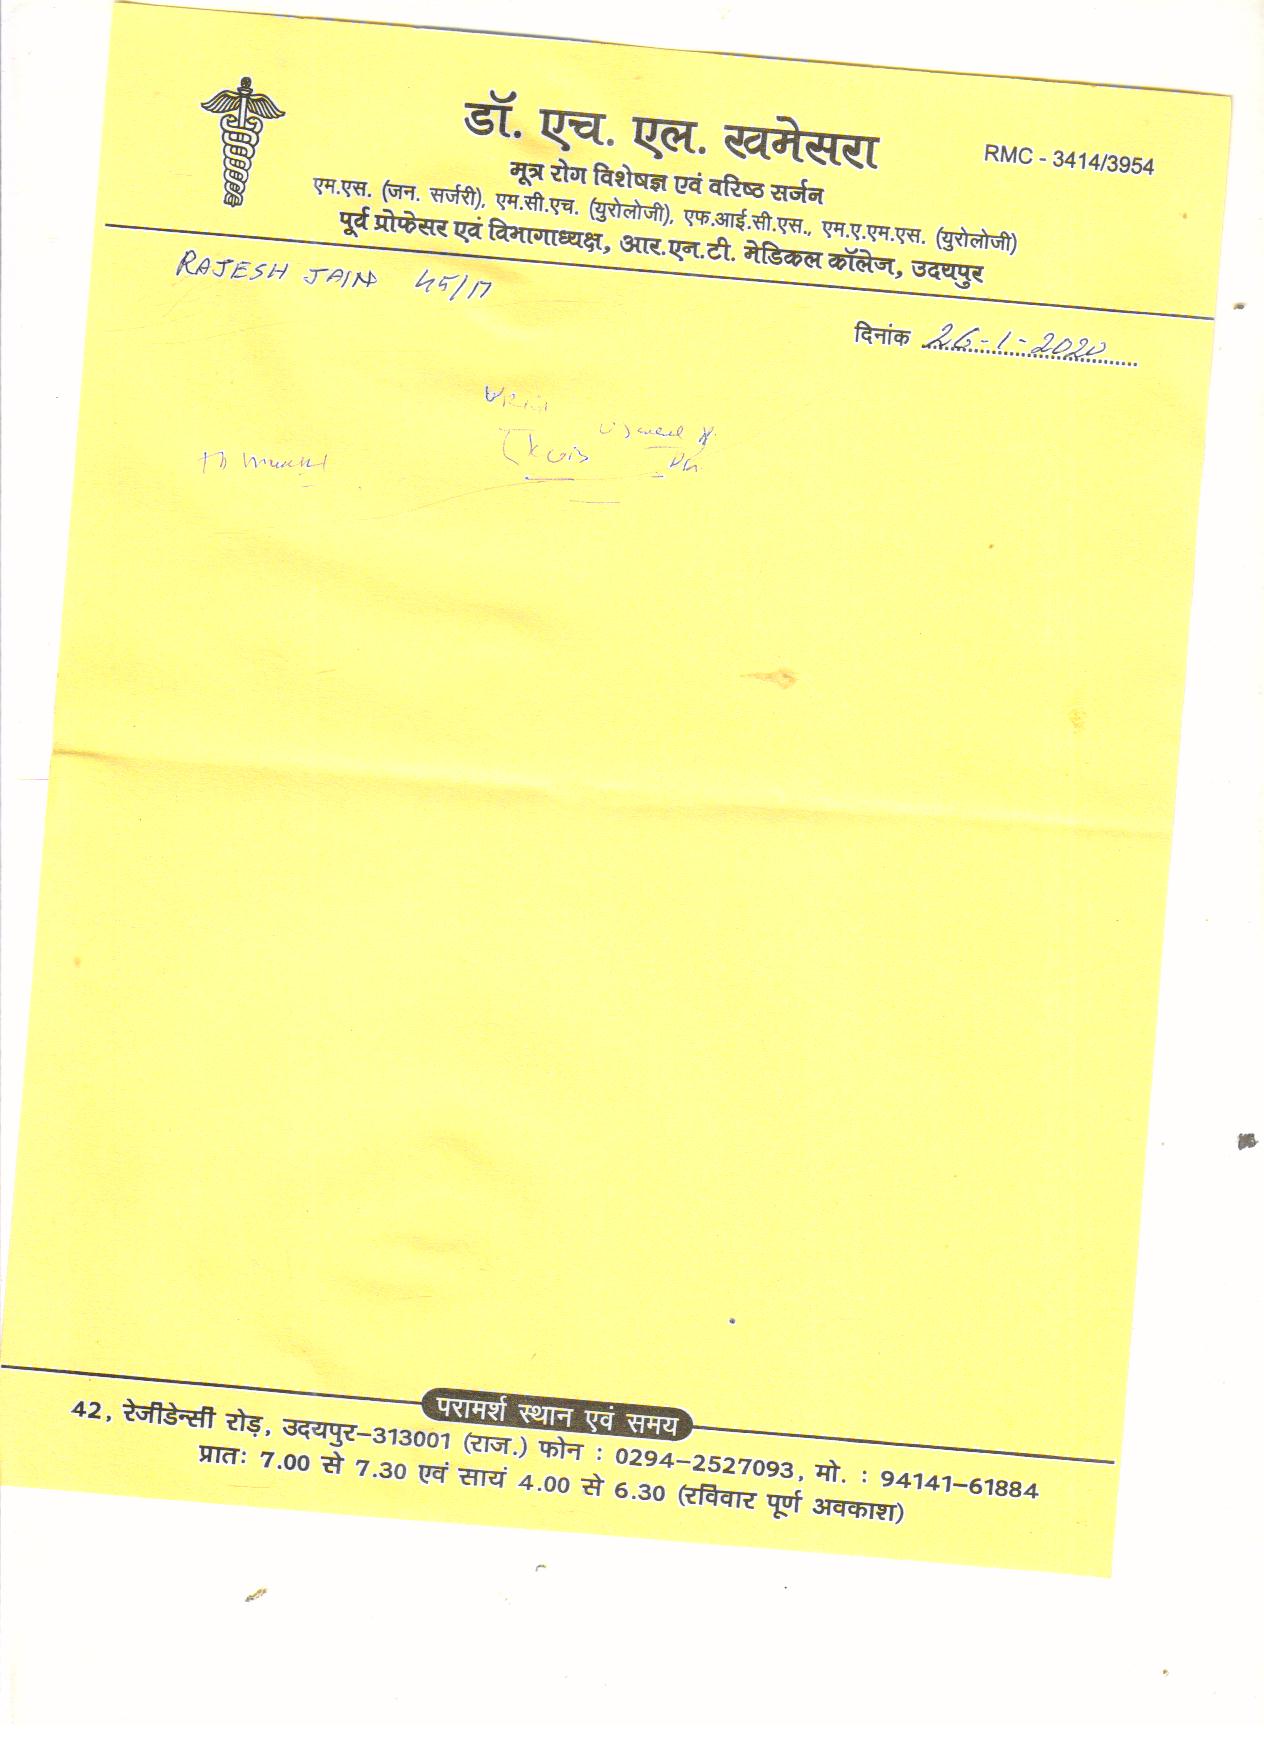 डॉ. एच. एल. खमेसरा
RMC - 3414/3954
मूत्र रोग विशेषज्ञ एवं वरिष्ठ सर्जन
एम.एस. (जन. सर्जरी), एम.सी.एच. (युरोलोजी), एफ.आई.सी.एस., एम.ए.एम.एस. (युरोलोजी)
पूर्व प्रोफेसर एवं विभागाध्यक्ष, आर.एन.टी. मेडिकल कॉलेज, उदयपुर
RAJESH JAIN 45/M
दिनांक 26-1-2020
परामर्श स्थान एवं समय
42, रेजीडेन्सी रोड़, उदयपुर–313001 (राज.) फोन : 0294–2527093, मो. : 94141–61884
प्रातः 7.00 से 7.30 एवं सायं 4.00 से 6.30 (रविवार पूर्ण अवकाश)